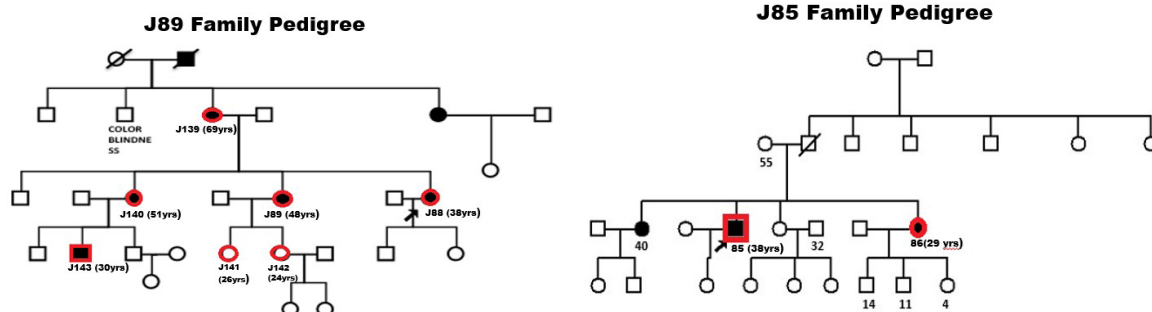 J89 Family Pedigree
COLOR
BLINDNE
SS
J139 (69yrs)
J140 (51yrs)
J89 (48yrs)
J88 (38yrs)
J143 (30yrs)
J141
(26yrs)
J142
(24yrs)
J85 Family Pedigree
55
40
85 (38yrs)
32
86(29 yrs)
14
11
4